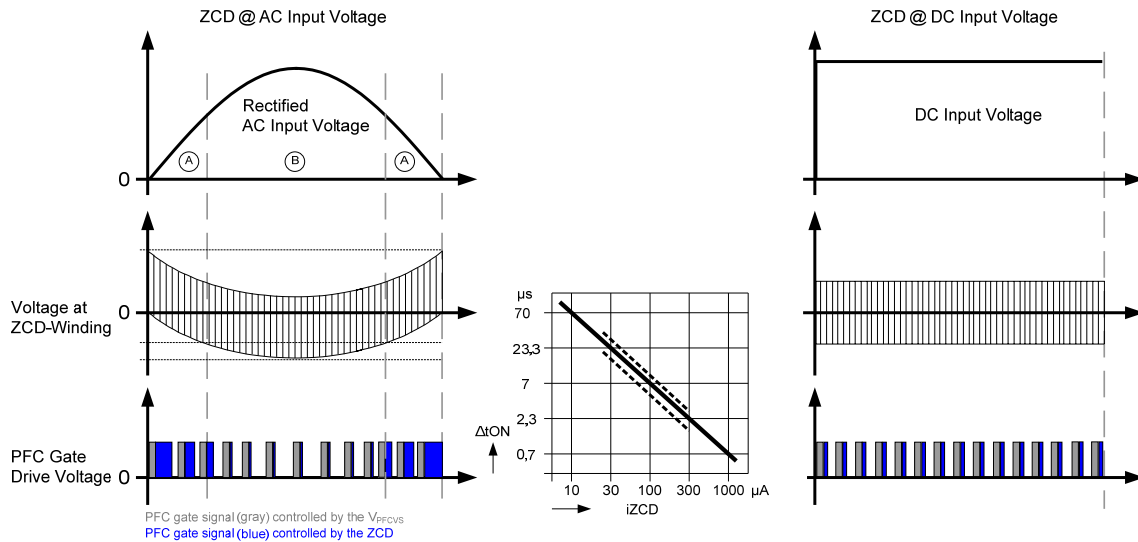 ZCD @ AC Input Voltage
Rectified
AC Input Voltage
A
B
A
0
Voltage at
ZCD-Winding
0
PFC Gate
Drive Voltage
0
PFC gate signal (gray) controlled by the VPFCVS
PFC gate signal (blue) controlled by the ZCD
µs
70
23,3
7
2,3
0,7
ΔtON
10
30
100
300
1000
µA
iZCD
ZCD @ DC Input Voltage
DC Input Voltage
0
0
0